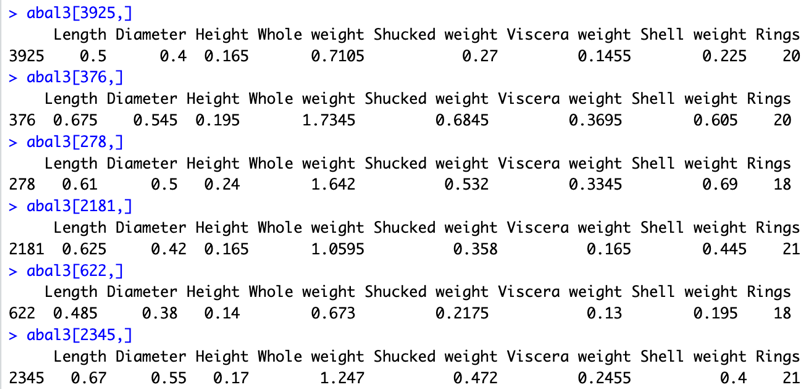 > abal3[3925,]
Length Diameter Height Whole weight Shucked weight Viscera weight Shell weight Rings
3925 0.5 0.4 0.165 0.7105 0.27 0.1455 0.225 20
> abal3[376,]
Length Diameter Height Whole weight Shucked weight Viscera weight Shell weight Rings
376 0.675 0.545 0.195 1.7345 0.6845 0.3695 0.605 20
> abal3[278,]
Length Diameter Height Whole weight Shucked weight Viscera weight Shell weight Rings
278 0.61 0.5 0.24 1.642 0.532 0.3345 0.69 18
> abal3[2181,]
Length Diameter Height Whole weight Shucked weight Viscera weight Shell weight Rings
2181 0.625 0.42 0.165 1.0595 0.358 0.165 0.445 21
> abal3[622,]
Length Diameter Height Whole weight Shucked weight Viscera weight Shell weight Rings
622 0.485 0.38 0.14 0.673 0.2175 0.13 0.195 18
> abal3[2345,]
Length Diameter Height Whole weight Shucked weight Viscera weight Shell weight Rings
2345 0.67 0.55 0.17 1.247 0.472 0.2455 0.4 21